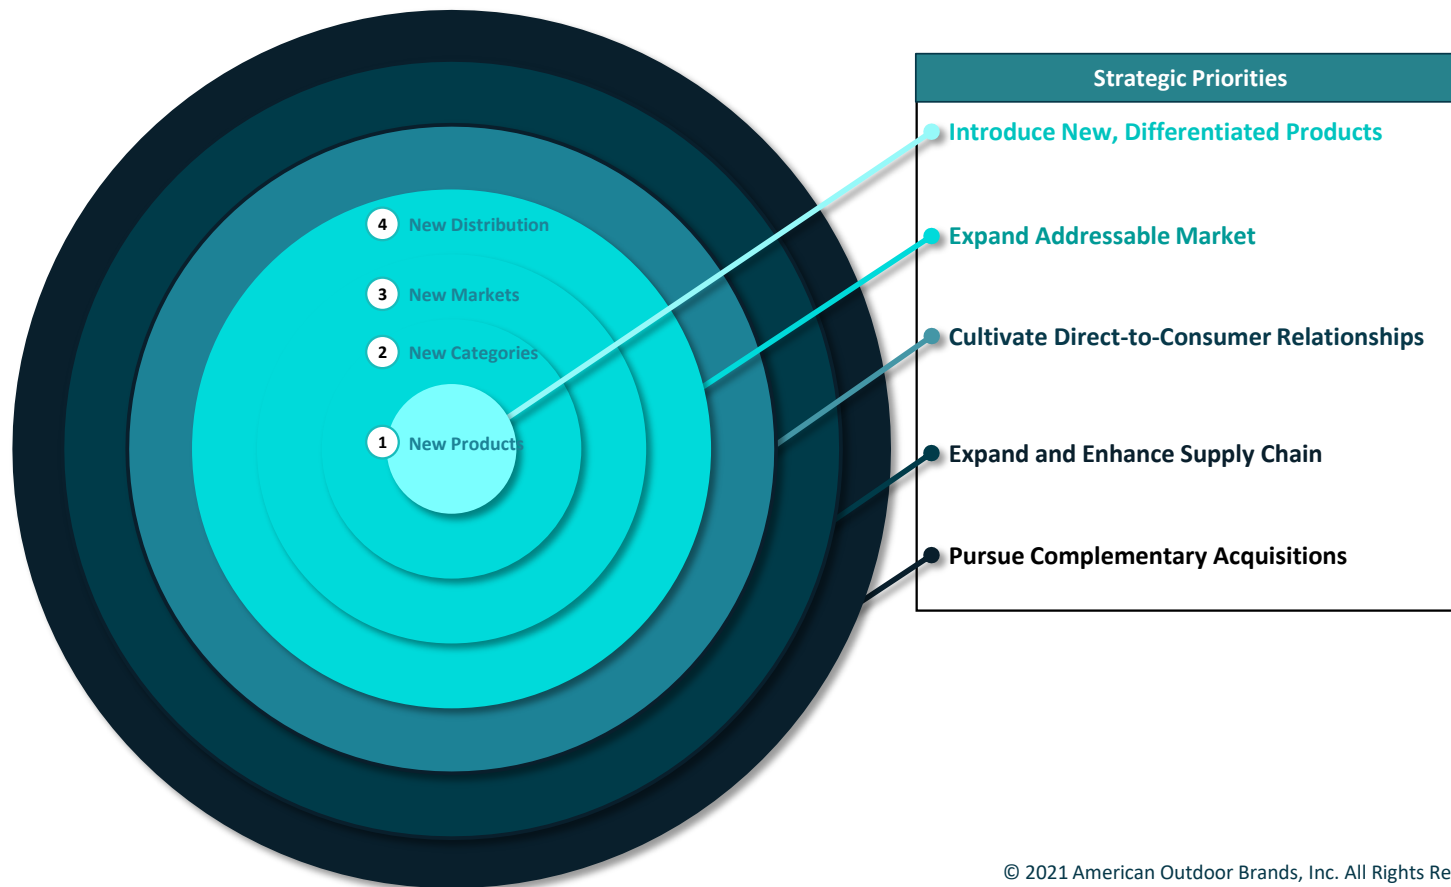 Strategic Priorities
Introduce New, Differentiated Products
Expand Addressable Market
Cultivate Direct-to-Consumer Relationships
Expand and Enhance Supply Chain
Pursue Complementary Acquisitions
4 New Distribution
3 New Markets
2 New Categories
1 New Products
© 2021 American Outdoor Brands, Inc. All Rights Re